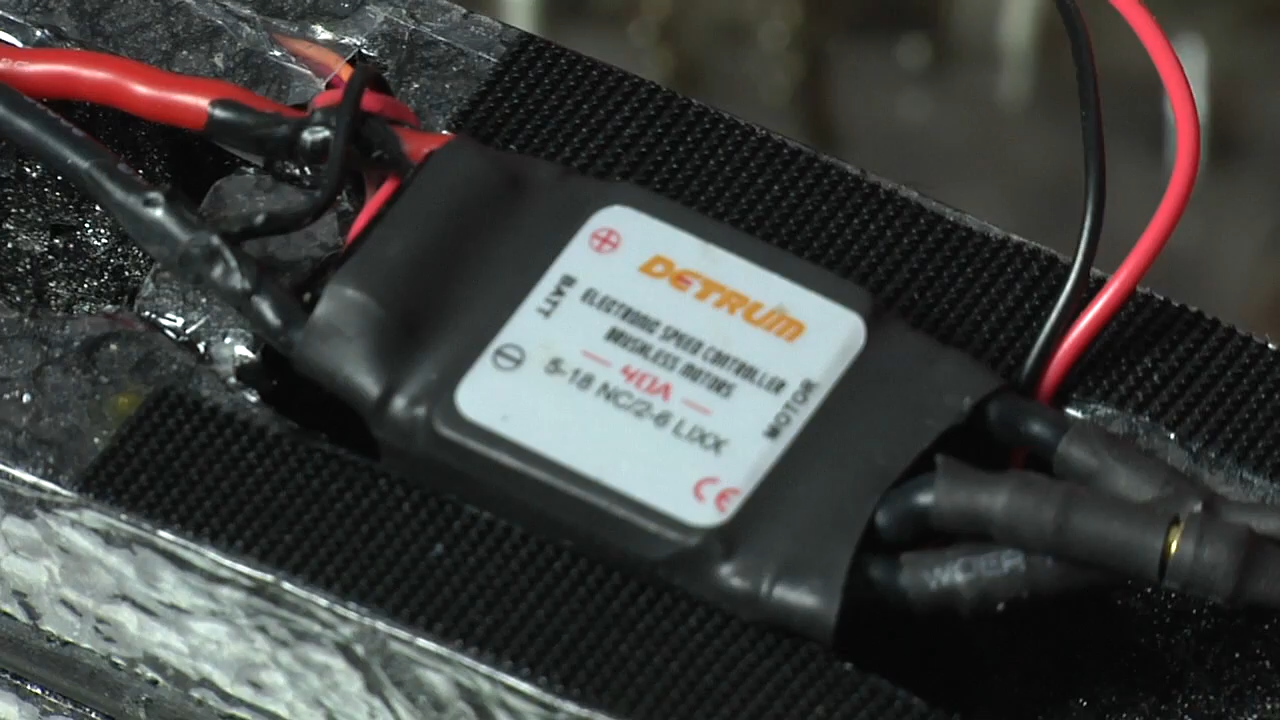 DETRUM
ELECTRONIC SPEED CONTROLLER
BRUSHLESS MOTORS
40A
5-18 NC/2-6 LIXX
BATT
MOTOR
CE